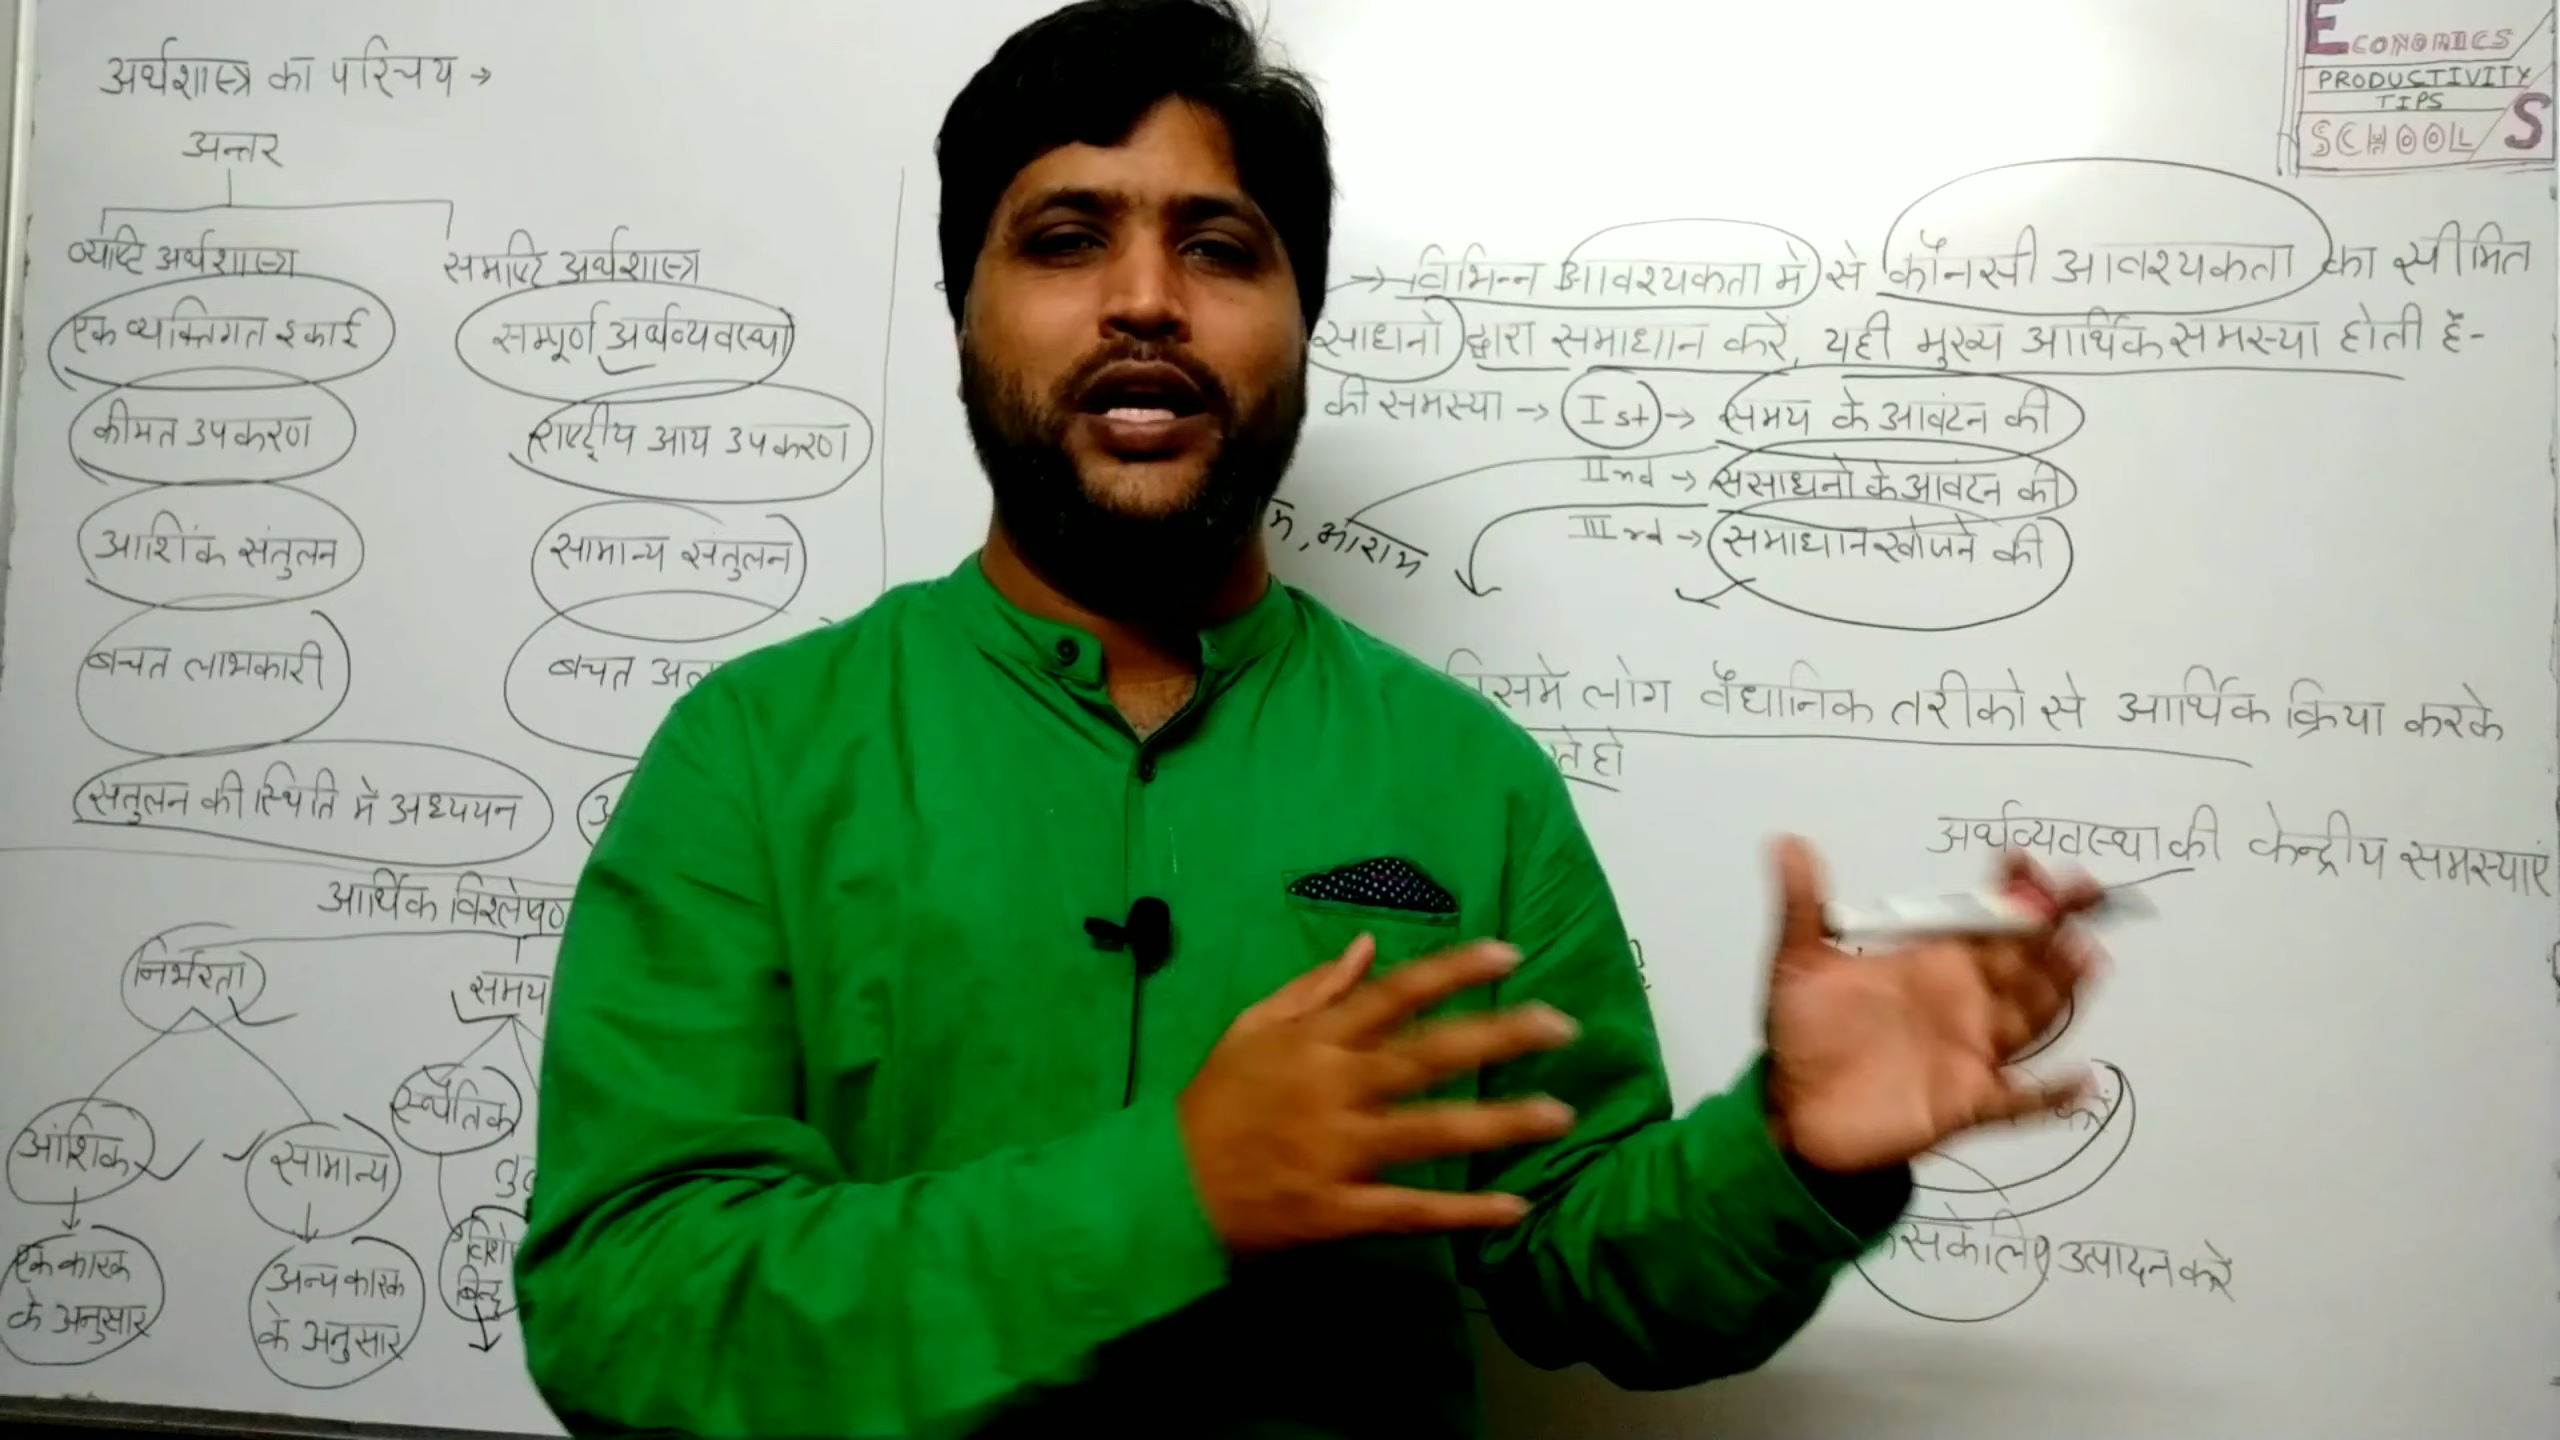 अर्थशास्त्र का परिचय →
अन्तर
व्यष्टि अर्थशास्त्र
समष्टि अर्थशास्त्र
एक व्यक्तिगत इकाई
सम्पूर्ण अर्थव्यवस्था
कीमत उपकरण
राष्ट्रीय आय उपकरण
आशिंक संतुलन
सामान्य संतुलन
बचत लाभकारी
बचत
संतुलन की स्थिति में अध्ययन
आर्थिक विश्लेषण
निर्भरता
समय
स्थैतिक
आंशिक
सामान्य
एक कारक
के अनुसार
अन्य कारक
के अनुसार
बिन्दु
ECONOMICS
PRODUCTIVITY
TIPS
SCHOOL S
→ विभिन्न आवश्यकता में से कौनसी आवश्यकता का सीमित
साधनो द्वारा समाधान करें, यही मुख्य आर्थिक समस्या होती है-
की समस्या → Ist → समय के आवंटन की
IInd → संसाधनो के आवंटन की
IIIrd → समाधान खोजने की
, आराम
लोग वैधानिक तरीको से आर्थिक क्रिया करके
हो
अर्थव्यवस्था की केन्द्रीय समस्याएं
उत्पादन करें